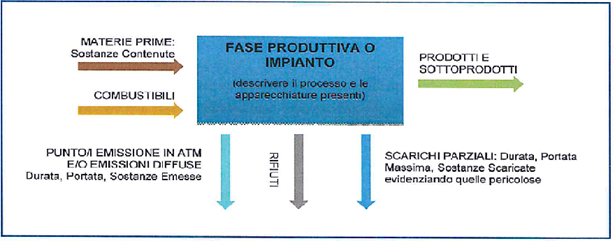 MATERIE PRIME:
Sostanze Contenute
COMBUSTIBILI
FASE PRODUTTIVA O
IMPIANTO
(descrivere il processo e le
apparecchiature presenti)
PRODOTTI E
SOTTOPRODOTTI
PUNTO/I EMISSIONE IN ATM
E/O EMISSIONI DIFFUSE
Durata, Portata, Sostanze Emesse
RIFIUTI
SCARICHI PARZIALI: Durata, Portata
Massima, Sostanze Scaricate
evidenziando quelle pericolose